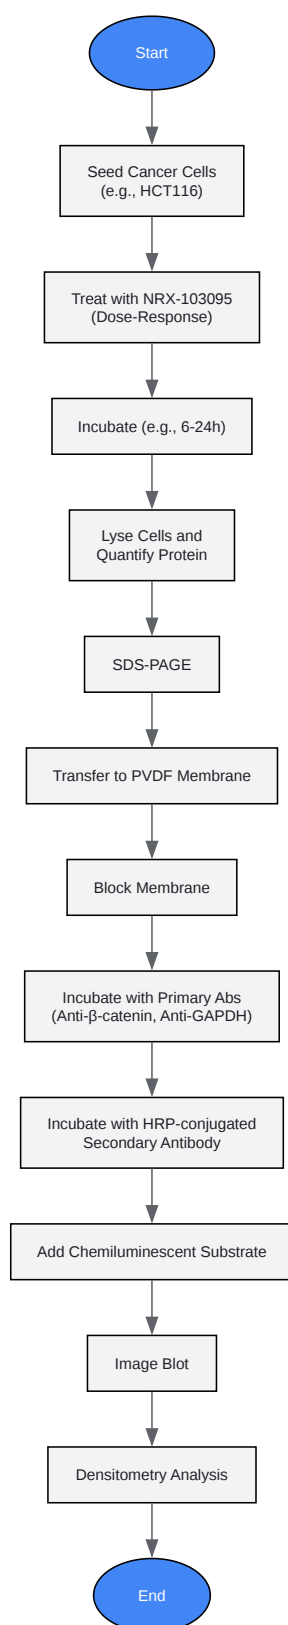 Start
Seed Cancer Cells
(e.g., HCT116)
Treat with NRX-103095
(Dose-Response)
Incubate (e.g., 6-24h)
Lyse Cells and
Quantify Protein
SDS-PAGE
Transfer to PVDF Membrane
Block Membrane
Incubate with Primary Abs
(Anti-β-catenin, Anti-GAPDH)
Incubate with HRP-conjugated
Secondary Antibody
Add Chemiluminescent Substrate
Image Blot
Densitometry Analysis
End